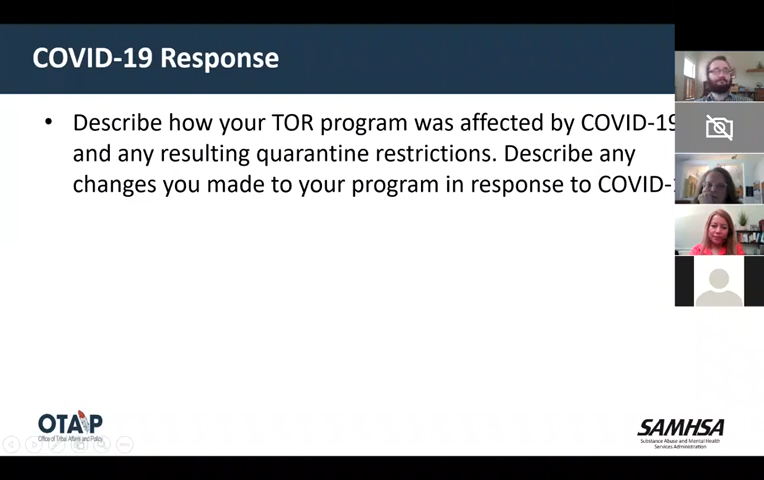 COVID-19 Response
• Describe how your TOR program was affected by COVID-19
and any resulting quarantine restrictions. Describe any
changes you made to your program in response to COVID-
OTAP
Office of Tribal Affairs and Policy
SAMHSA
Substance Abuse and Mental Health
Services Administration